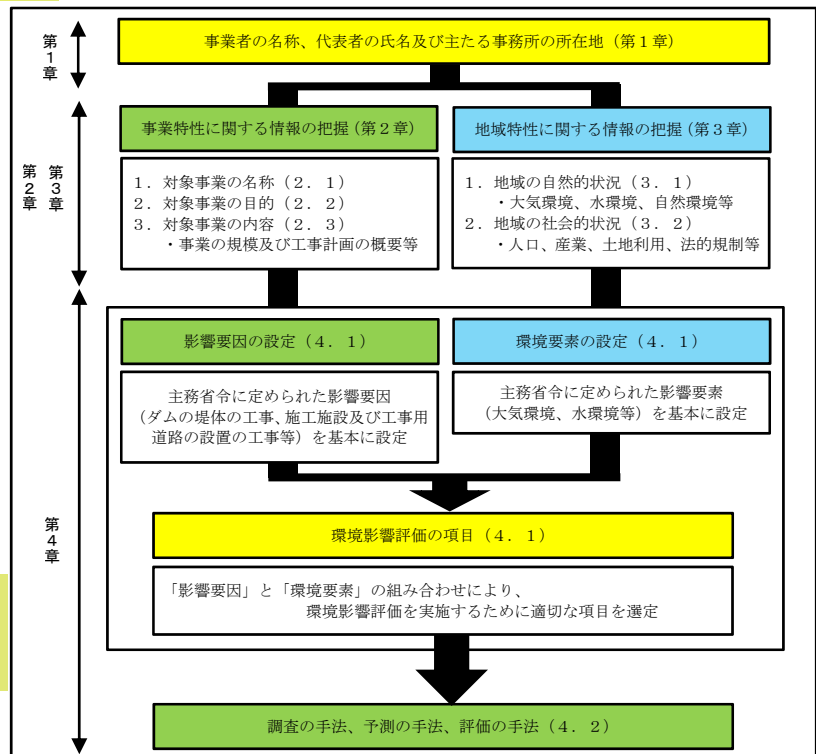 第１章
事業者の名称、代表者の氏名及び主たる事務所の所在地（第１章）
第２章
第３章
事業特性に関する情報の把握（第２章）
１．対象事業の名称（２．１）
２．対象事業の目的（２．２）
３．対象事業の内容（２．３）
・事業の規模及び工事計画の概要等
地域特性に関する情報の把握（第３章）
１．地域の自然的状況（３．１）
・大気環境、水環境、自然環境等
２．地域の社会的状況（３．２）
・人口、産業、土地利用、法的規制等
第４章
影響要因の設定（４．１）
主務省令に定められた影響要因
（ダムの堤体の工事、施工施設及び工事用
道路の設置の工事等）を基本に設定
環境要素の設定（４．１）
主務省令に定められた影響要素
（大気環境、水環境等）を基本に設定
環境影響評価の項目（４．１）
「影響要因」と「環境要素」の組み合わせにより、
環境影響評価を実施するために適切な項目を選定
調査の手法、予測の手法、評価の手法（４．２）